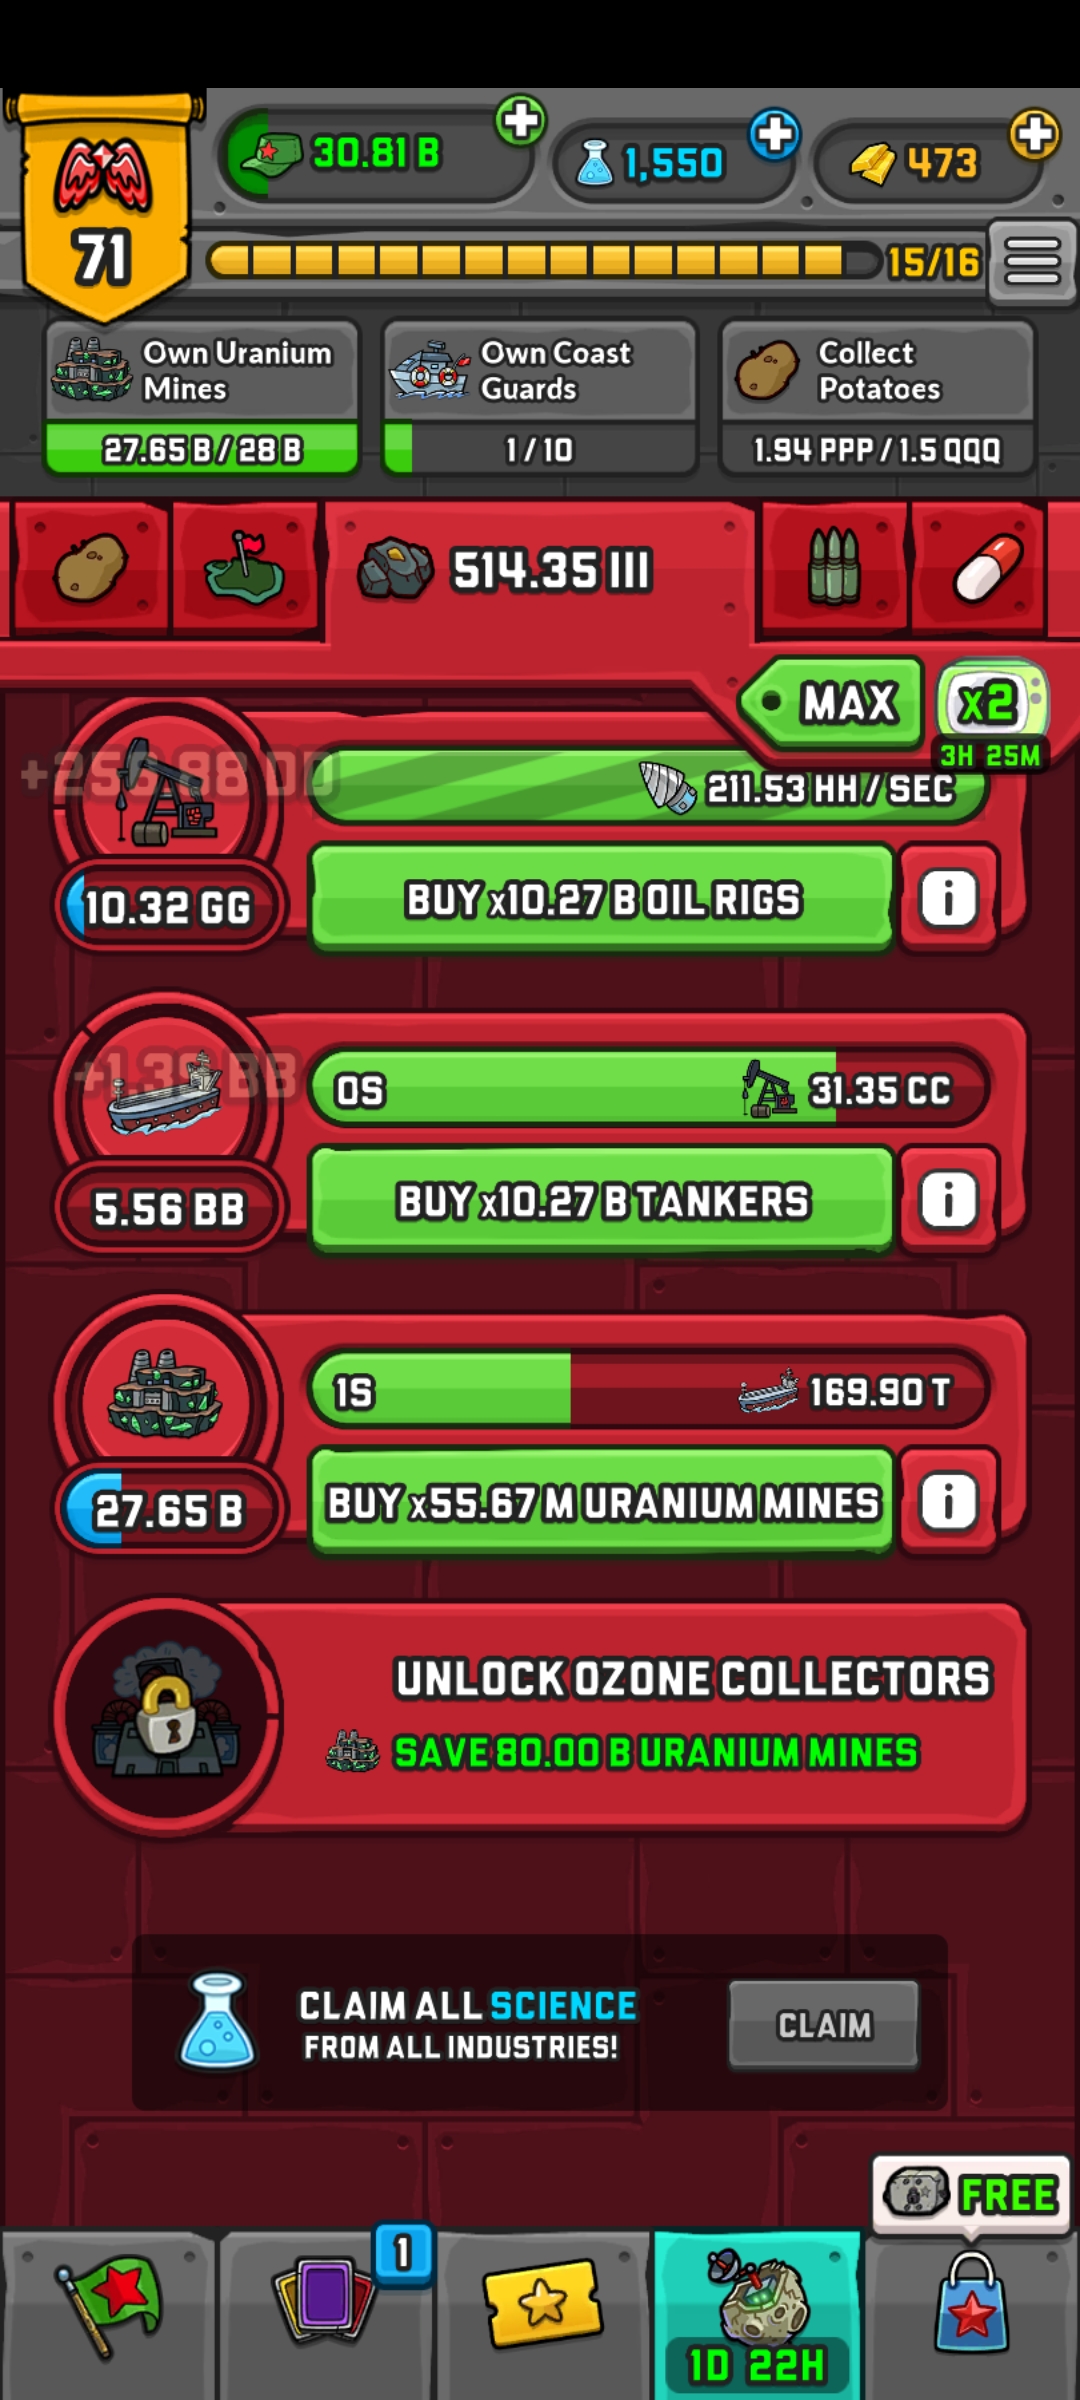 30.81 B
1,550
473
71
15/16
Own Uranium
Mines
27.65 B / 28 B
Own Coast
Guards
1 / 10
Collect
Potatoes
1.94 PPP / 1.5 QQQ
514.35 III
MAX
x2
3H 25M
211.53 HH / SEC
10.32 GG
BUY x10.27 B OIL RIGS
i
0S
31.35 CC
5.56 BB
BUY x10.27 B TANKERS
i
1S
169.90 T
27.65 B
BUY x55.67 M URANIUM MINES
i
UNLOCK OZONE COLLECTORS
SAVE 80.00 B URANIUM MINES
CLAIM ALL SCIENCE
FROM ALL INDUSTRIES!
CLAIM
FREE
1
1D 22H